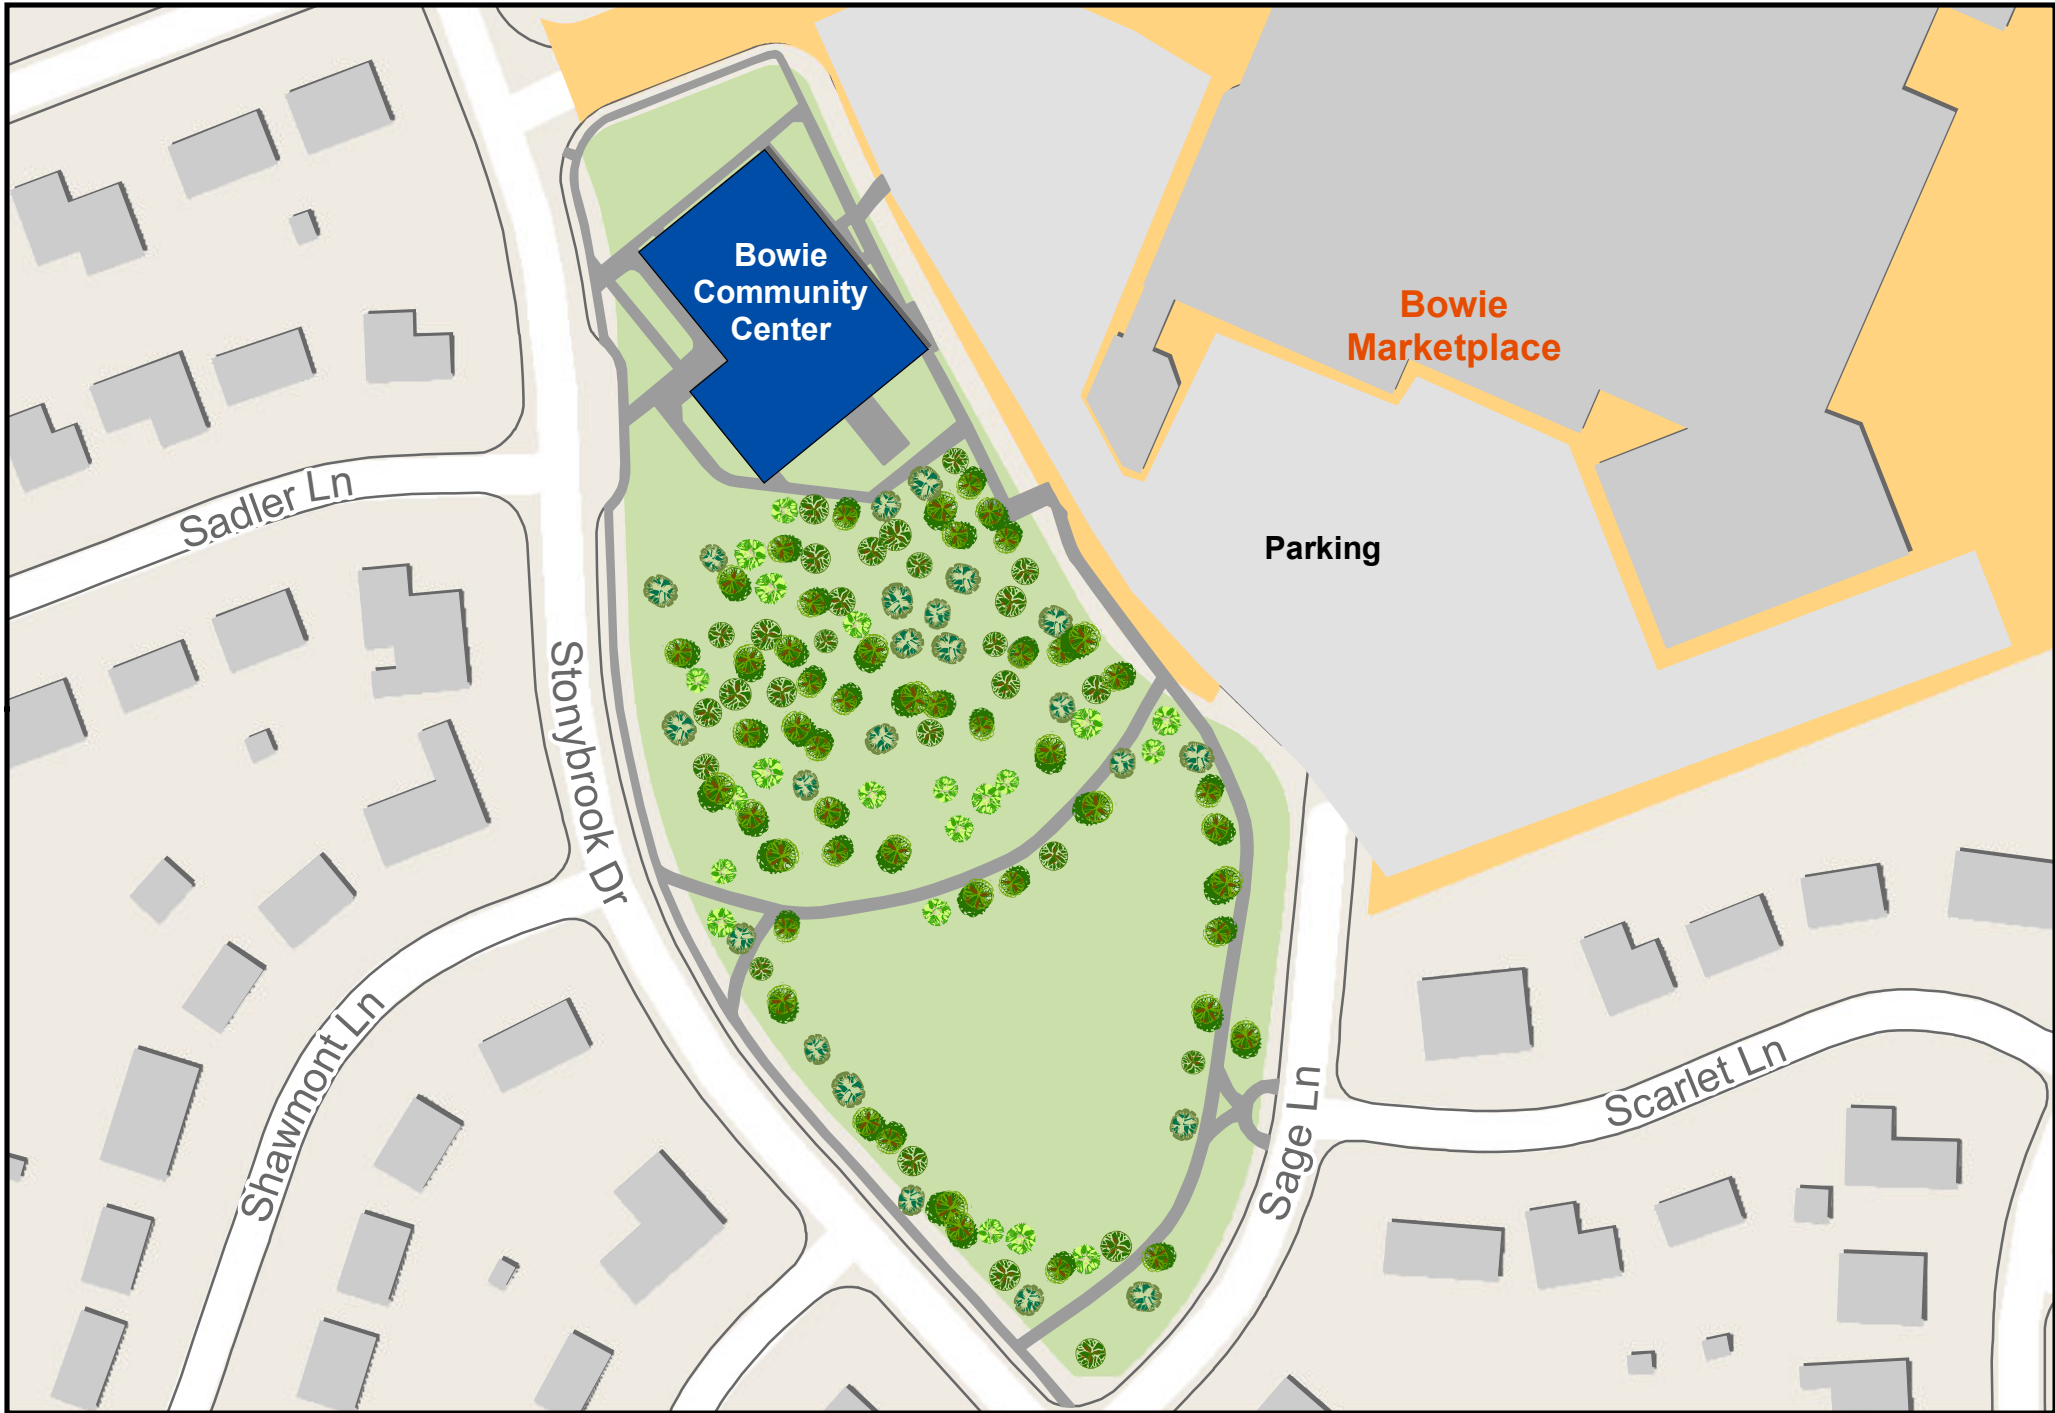 Bowie
Community
Center
Bowie
Marketplace
Parking
Sadler Ln
Stonybrook Dr
Shawmont Ln
Sage Ln
Scarlet Ln